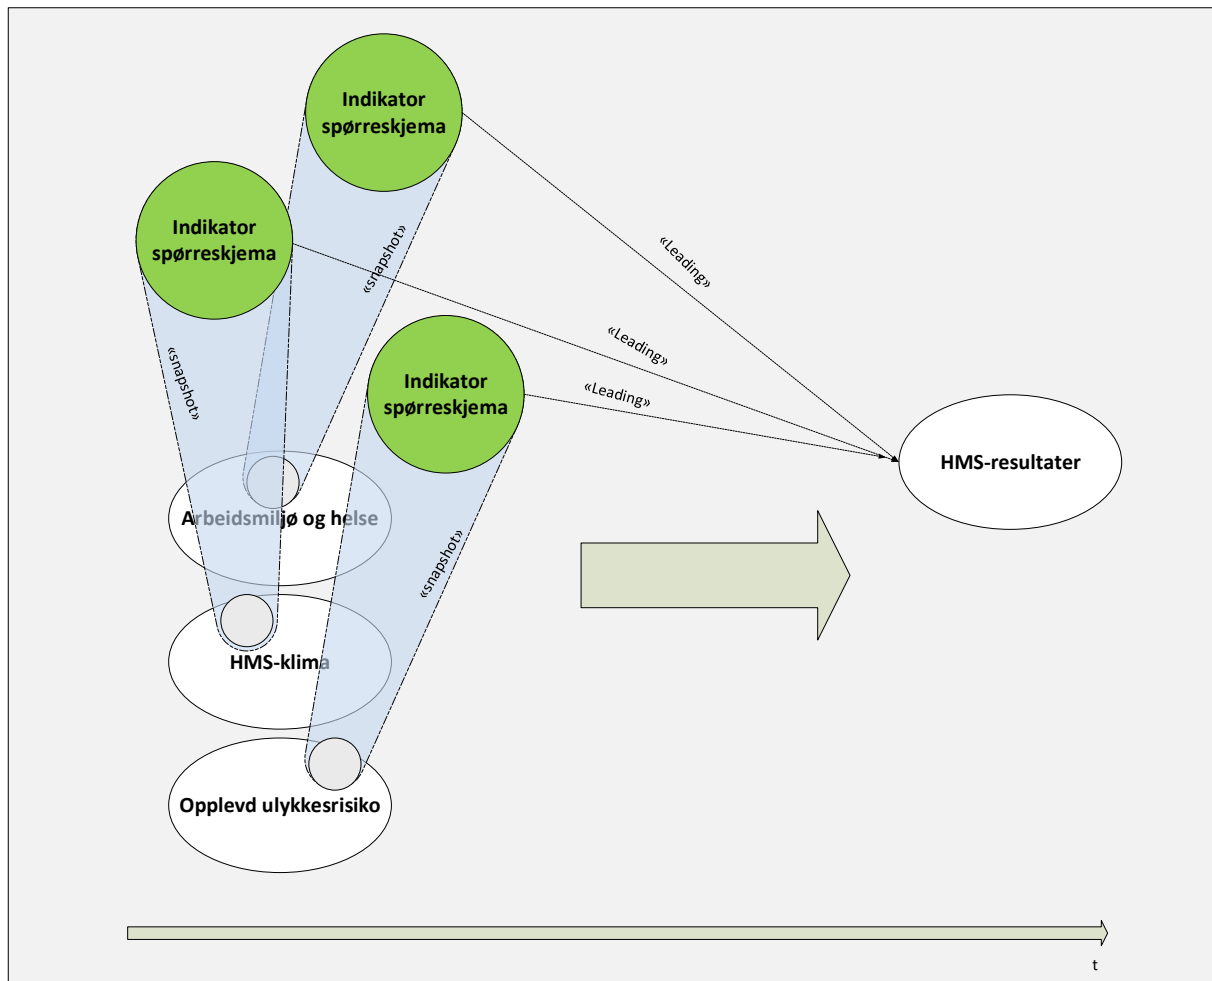 Indikator
spørreskjema
Indikator
spørreskjema
«snapshot»
«Leading»
«Leading»
«snapshot»
Indikator
spørreskjema
«Leading»
HMS-resultater
Arbeidsmiljø og helse
«snapshot»
HMS-klima
Opplevd ulykkesrisiko
t